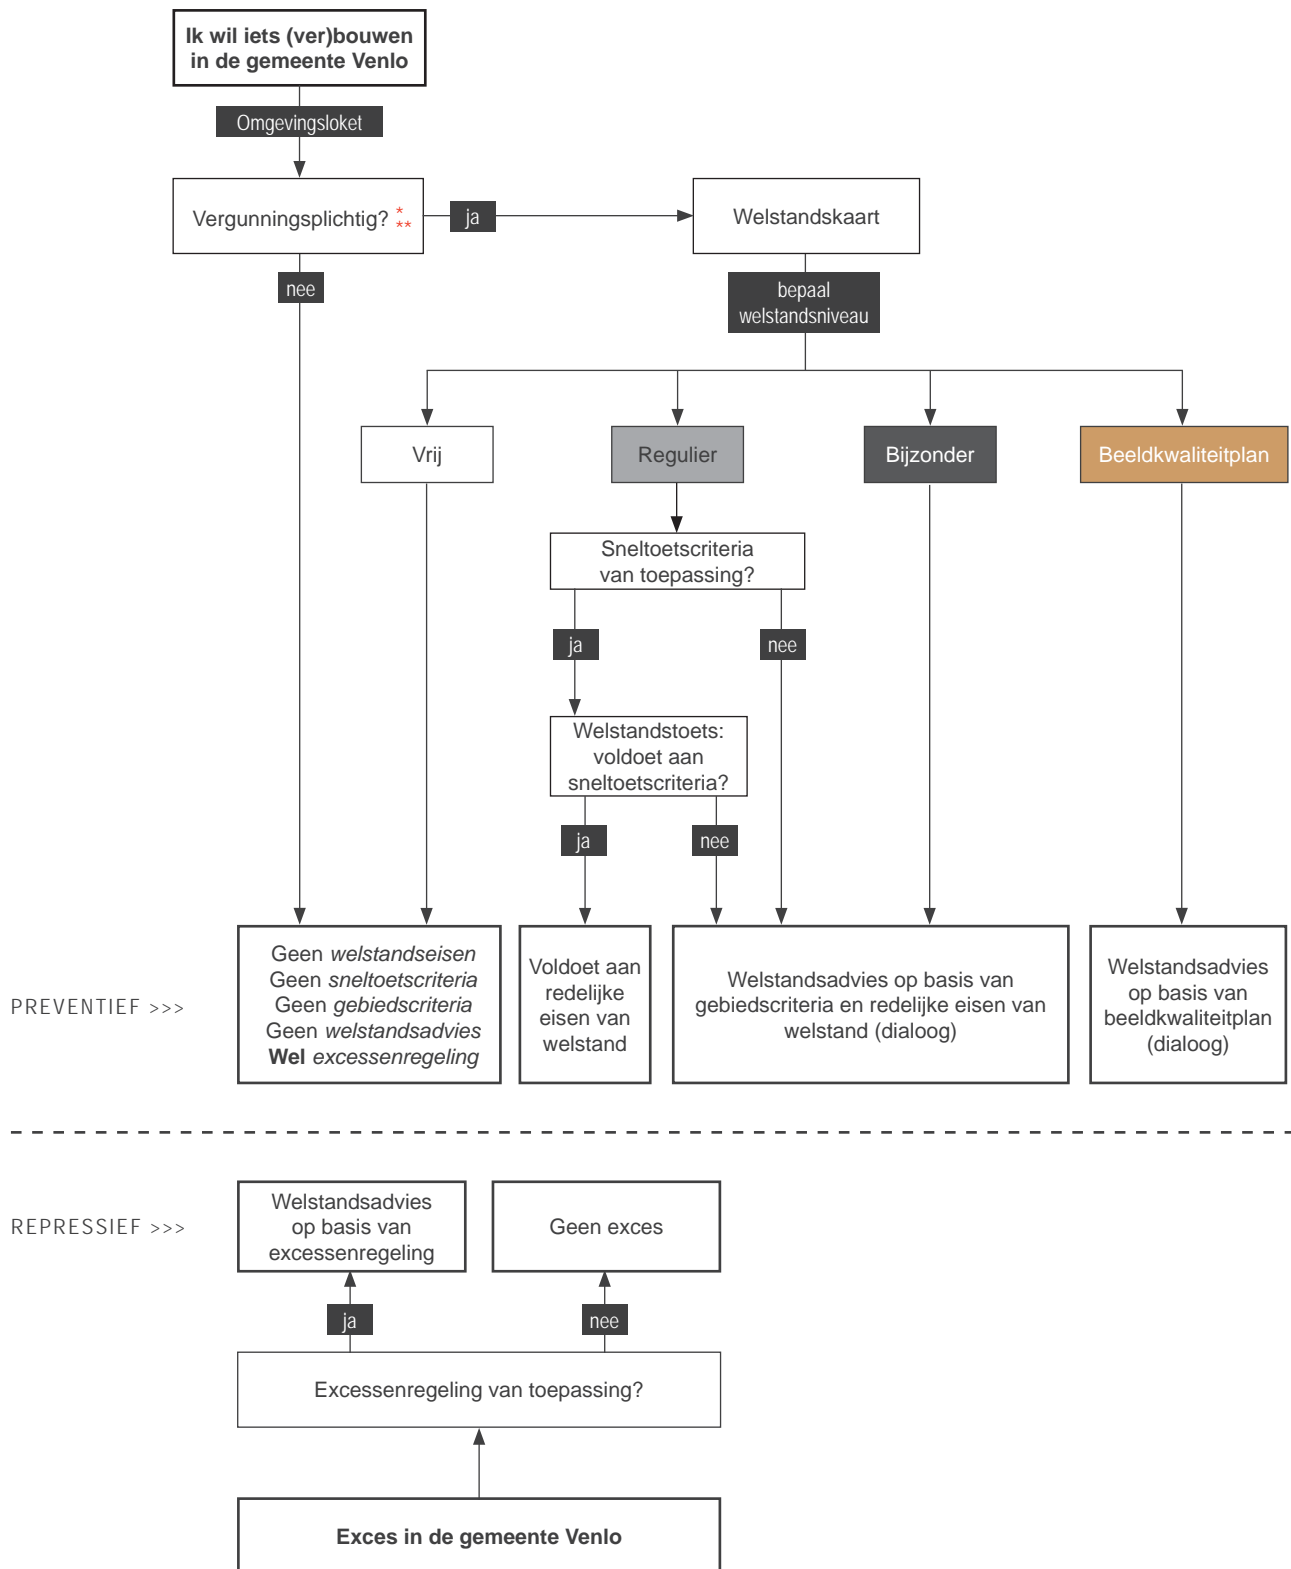 Ik wil iets (ver)bouwen
in de gemeente Venlo
Omgevingsloket
Vergunningsplichtig? *
**
ja
Welstandskaart
nee
bepaal
welstandsniveau
Vrij
Regulier
Bijzonder
Beeldkwaliteitplan
Sneltoetscriteria
van toepassing?
ja
nee
Welstandstoets:
voldoet aan
sneltoetscriteria?
ja
nee
PREVENTIEF >>>
Geen welstandseisen
Geen sneltoetscriteria
Geen gebiedscriteria
Geen welstandsadvies
Wel excessenregeling
Voldoet aan
redelijke
eisen van
welstand
Welstandsadvies op basis van
gebiedscriteria en redelijke eisen van
welstand (dialoog)
Welstandsadvies
op basis van
beeldkwaliteitplan
(dialoog)
REPRESSIEF >>>
Welstandsadvies
op basis van
excessenregeling
Geen exces
ja
nee
Excessenregeling van toepassing?
Exces in de gemeente Venlo